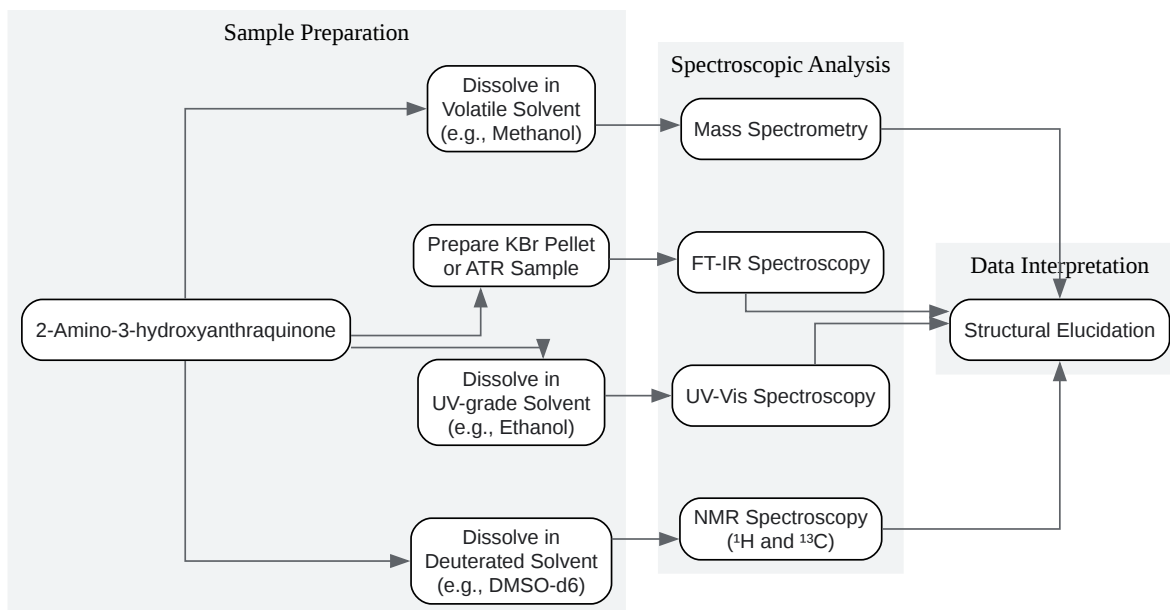 Sample Preparation
Spectroscopic Analysis
Data Interpretation
Dissolve in
Volatile Solvent
(e.g., Methanol)
Mass Spectrometry
Prepare KBr Pellet
or ATR Sample
FT-IR Spectroscopy
2-Amino-3-hydroxyanthraquinone
Structural Elucidation
Dissolve in
UV-grade Solvent
(e.g., Ethanol)
UV-Vis Spectroscopy
Dissolve in
Deuterated Solvent
(e.g., DMSO-d6)
NMR Spectroscopy
(¹H and ¹³C)